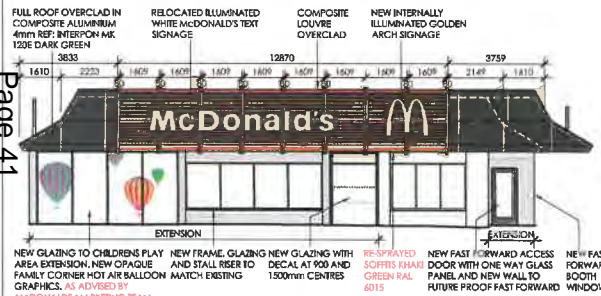 FULL ROOF OVERCLAD IN
COMPOSITE ALUMINIUM
4mm REF: INTERPON MK
120E DARK GREEN
RELOCATED ILLUMINATED
WHITE McDONALD'S TEXT
SIGNAGE
COMPOSITE
LOUVRE
OVERCLAD
NEW INTERNALLY
ILLUMINATED GOLDEN
ARCH SIGNAGE
3833 12870 3759
1610 2223 1609 1609 1609 1609 1609 1609 1609 1609 2149 1610
McDonald's
Page 41
EXTENSION
EXTENSION
NEW GLAZING TO CHILDRENS PLAY
AREA EXTENSION, NEW OPAQUE
FAMILY CORNER HOT AIR BALLOON
GRAPHICS. AS ADVISED BY
NEW FRAME, GLAZING
AND STALL RISER TO
MATCH EXISTING
NEW GLAZING WITH
DECAL AT 900 AND
1500mm CENTRES
RE-SPRAYED
SOFFITS KHAKI
GREEN RAL
6015
NEW FAST FORWARD ACCESS
DOOR WITH ONE WAY GLASS
PANEL AND NEW WALL TO
FUTURE PROOF FAST FORWARD
NEW FAST
FORWAR
BOOTH
WINDOW